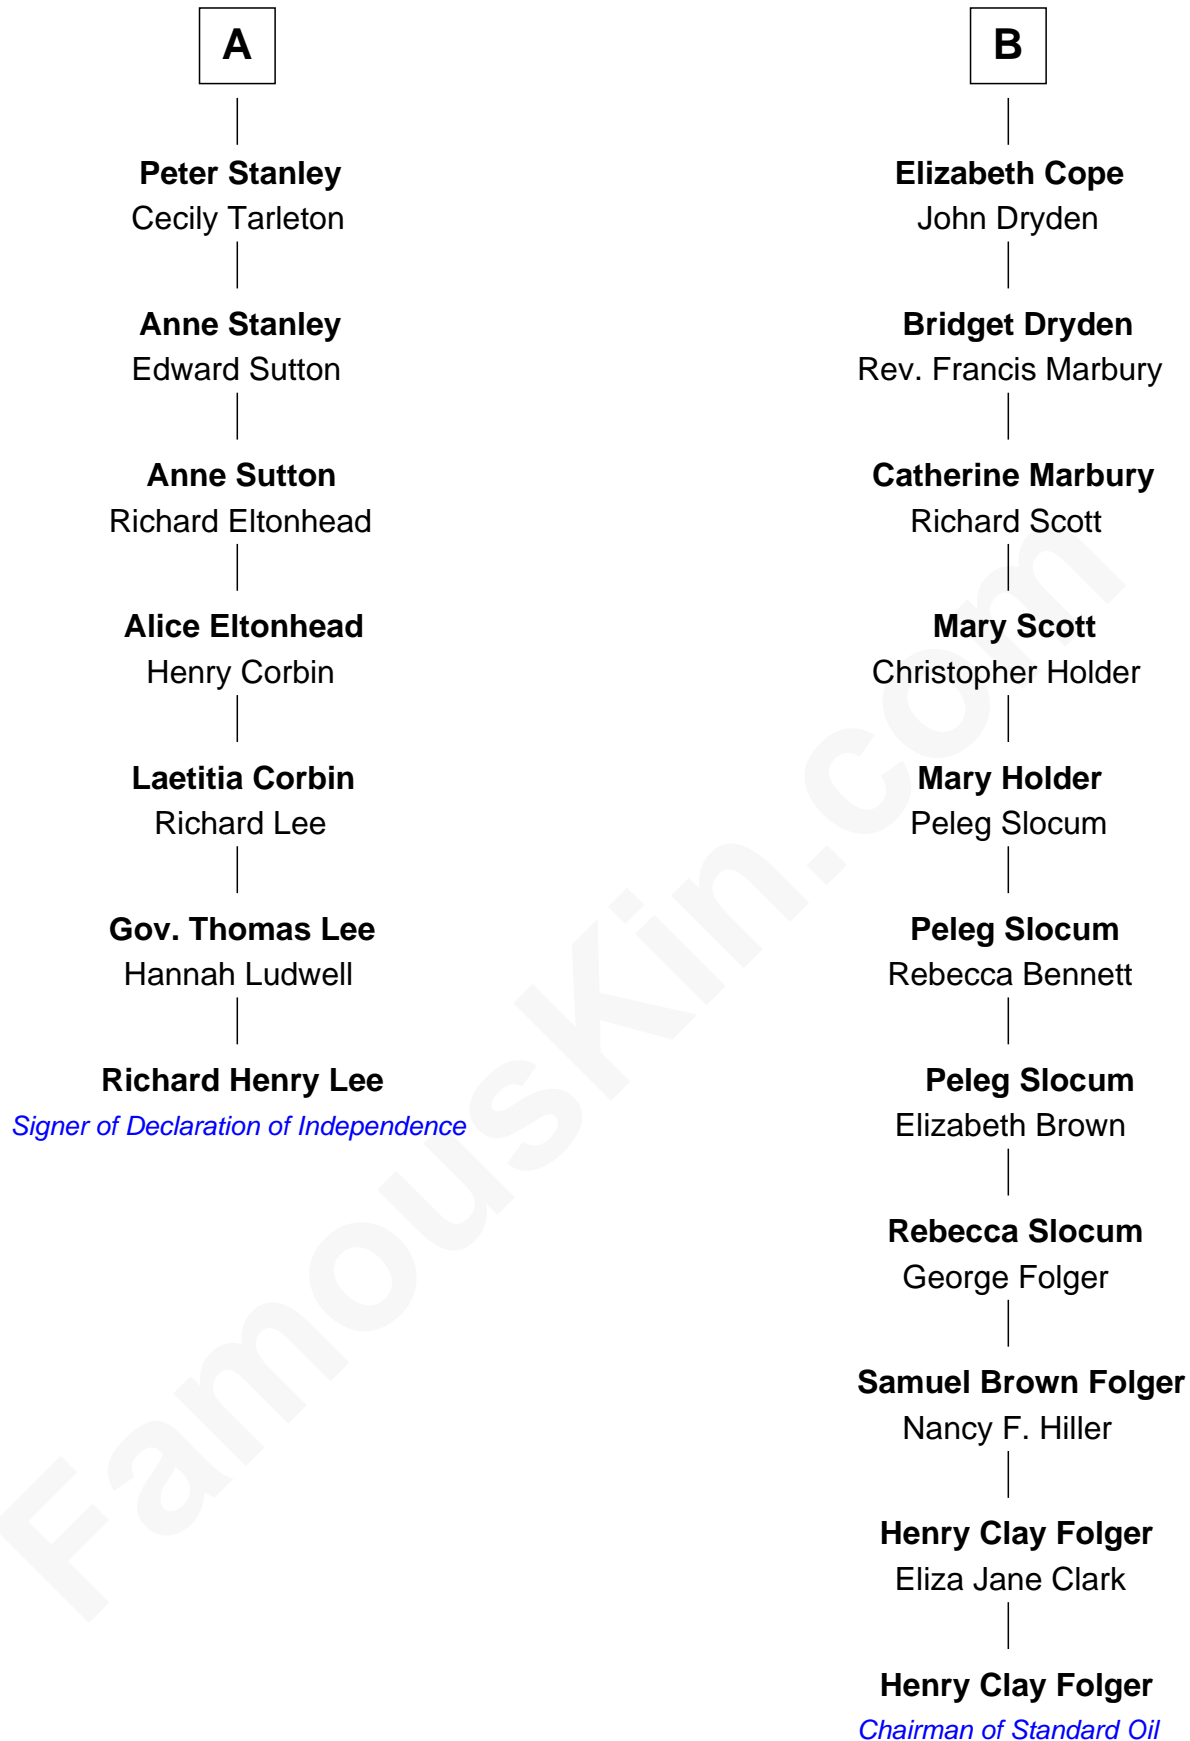 A
Peter Stanley
Cecily Tarleton
Anne Stanley
Edward Sutton
Anne Sutton
Richard Eltonhead
Alice Eltonhead
Henry Corbin
Laetitia Corbin
Richard Lee
Gov. Thomas Lee
Hannah Ludwell
Richard Henry Lee
Signer of Declaration of Independence
B
Elizabeth Cope
John Dryden
Bridget Dryden
Rev. Francis Marbury
Catherine Marbury
Richard Scott
Mary Scott
Christopher Holder
Mary Holder
Peleg Slocum
Peleg Slocum
Rebecca Bennett
Peleg Slocum
Elizabeth Brown
Rebecca Slocum
George Folger
Samuel Brown Folger
Nancy F. Hiller
Henry Clay Folger
Eliza Jane Clark
Henry Clay Folger
Chairman of Standard Oil
FamousKin.com